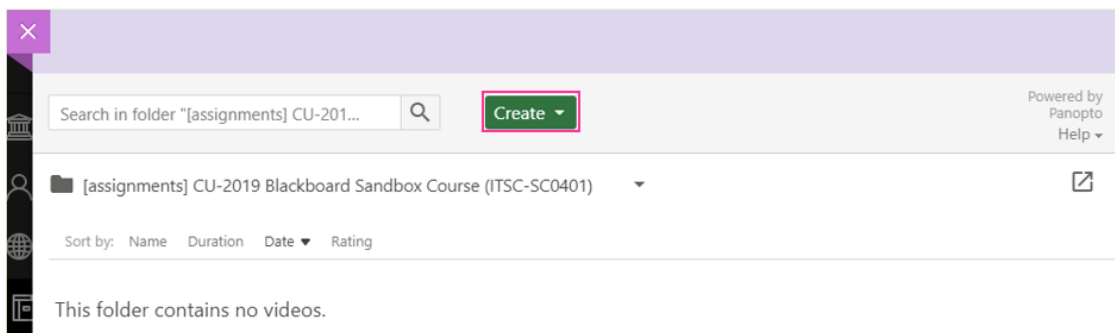 Search in folder "[assignments] CU-201...
Create
Powered by
Panopto
Help
[assignments] CU-2019 Blackboard Sandbox Course (ITSC-SC0401)
Sort by: Name Duration Date Rating
This folder contains no videos.